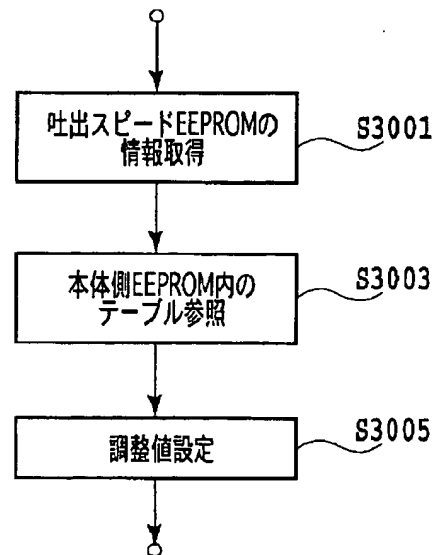 吐出スピードEEPROMの
情報取得
S3001
本体側EEPROM内の
テーブル参照
S3003
調整値設定
S3005